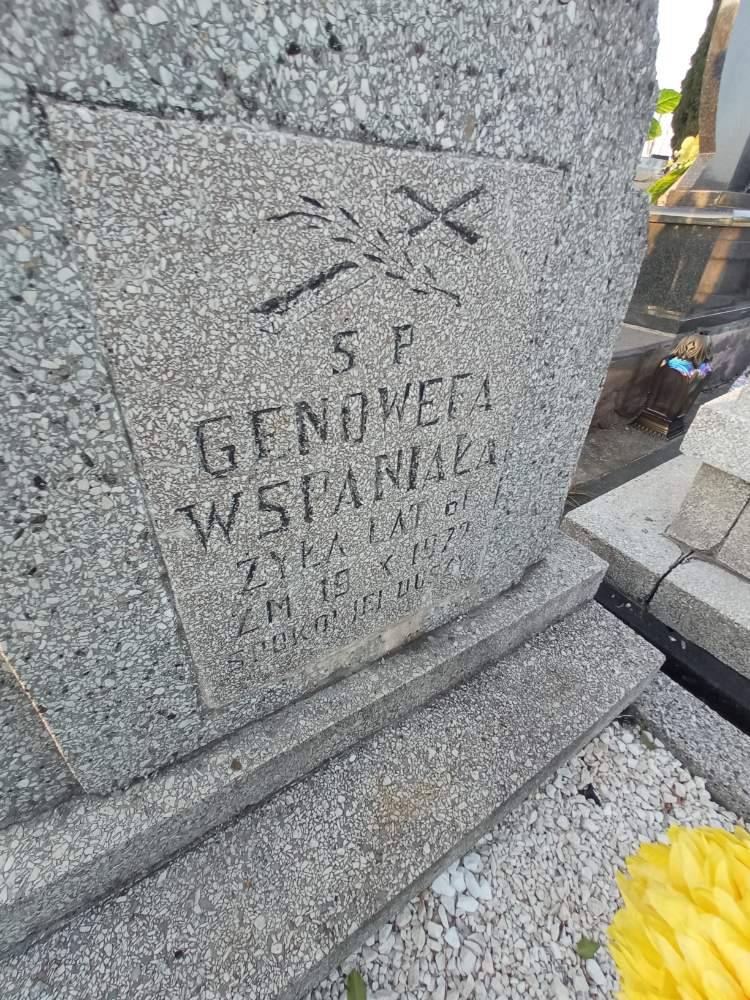 Ś P
GENOWEFA
WSPANIAŁA
ŻYŁA LAT 61
ZM 19 X 1977
SPOKÓJ JEJ DUSZY